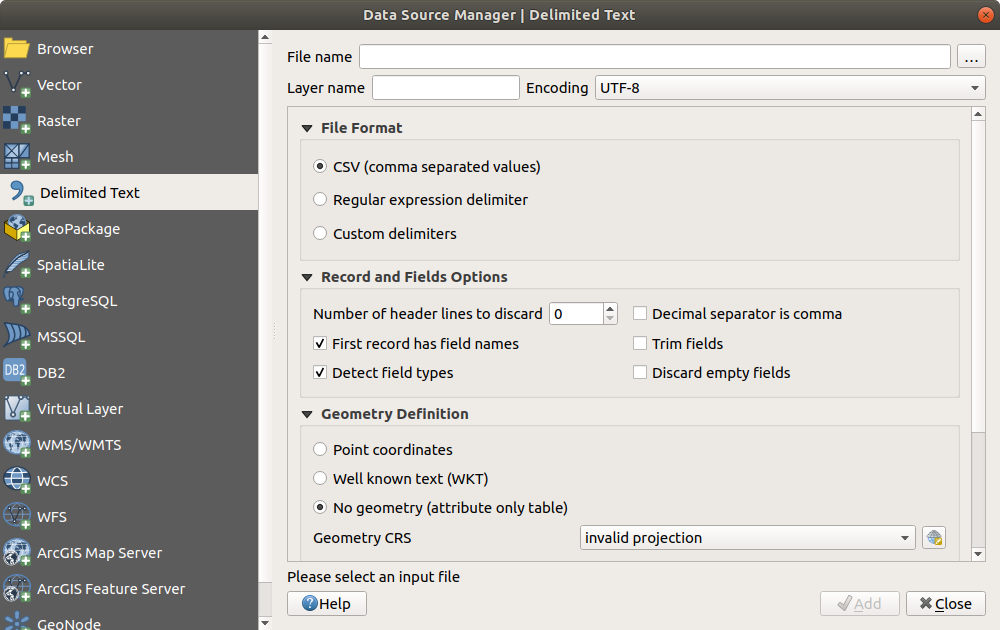 Data Source Manager | Delimited Text
Browser
Vector
Raster
Mesh
Delimited Text
GeoPackage
SpatiaLite
PostgreSQL
MSSQL
DB2
DB2
Virtual Layer
WMS/WMTS
WCS
WFS
ArcGIS Map Server
ArcGIS Feature Server
GeoNode
File name
...
Layer name
Encoding UTF-8
File Format
CSV (comma separated values)
Regular expression delimiter
Custom delimiters
Record and Fields Options
Number of header lines to discard 0 Decimal separator is comma
First record has field names Trim fields
Detect field types Discard empty fields
Geometry Definition
Point coordinates
Well known text (WKT)
No geometry (attribute only table)
Geometry CRS invalid projection
Please select an input file
Help Add Close